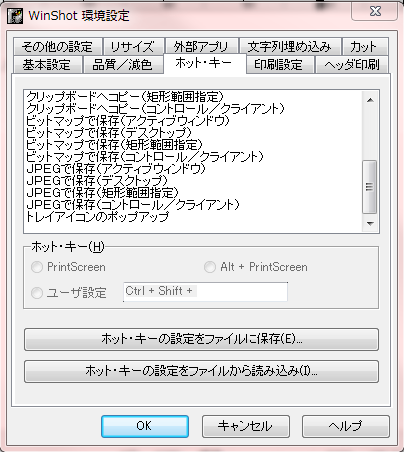 WinShot 環境設定
その他の設定 リサイズ 外部アプリ 文字列埋め込み カット
基本設定 品質／減色 ホット・キー 印刷設定 ヘッダ印刷
クリップボードへコピー(矩形範囲指定)
クリップボードへコピー(コントロール／クライアント)
ビットマップで保存(アクティブウィンドウ)
ビットマップで保存(デスクトップ)
ビットマップで保存(矩形範囲指定)
ビットマップで保存(コントロール／クライアント)
JPEGで保存(アクティブウィンドウ)
JPEGで保存(デスクトップ)
JPEGで保存(矩形範囲指定)
JPEGで保存(コントロール／クライアント)
トレイアイコンのポップアップ
ホット・キー(H)
PrintScreen Alt + PrintScreen
ユーザ設定 Ctrl + Shift +
ホット・キーの設定をファイルに保存(E)...
ホット・キーの設定をファイルから読み込み(I)...
OK キャンセル ヘルプ